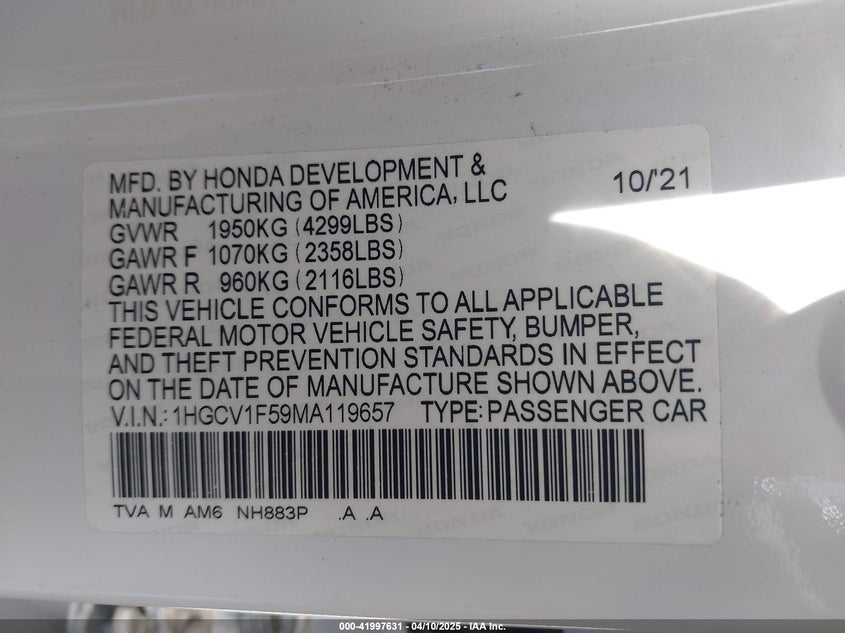 MFD. BY HONDA DEVELOPMENT & 10/'21
MANUFACTURING OF AMERICA, LLC
GVWR 1950KG (4299LBS)
GAWR F 1070KG (2358LBS)
GAWR R 960KG (2116LBS)
THIS VEHICLE CONFORMS TO ALL APPLICABLE
FEDERAL MOTOR VEHICLE SAFETY, BUMPER,
AND THEFT PREVENTION STANDARDS IN EFFECT
ON THE DATE OF MANUFACTURE SHOWN ABOVE.
V.I.N.: 1HGCV1F59MA119657 TYPE: PASSENGER CAR
TVA M AM6 NH883P .A .A
000-41997631 - 04/10/2025 - IAA Inc.